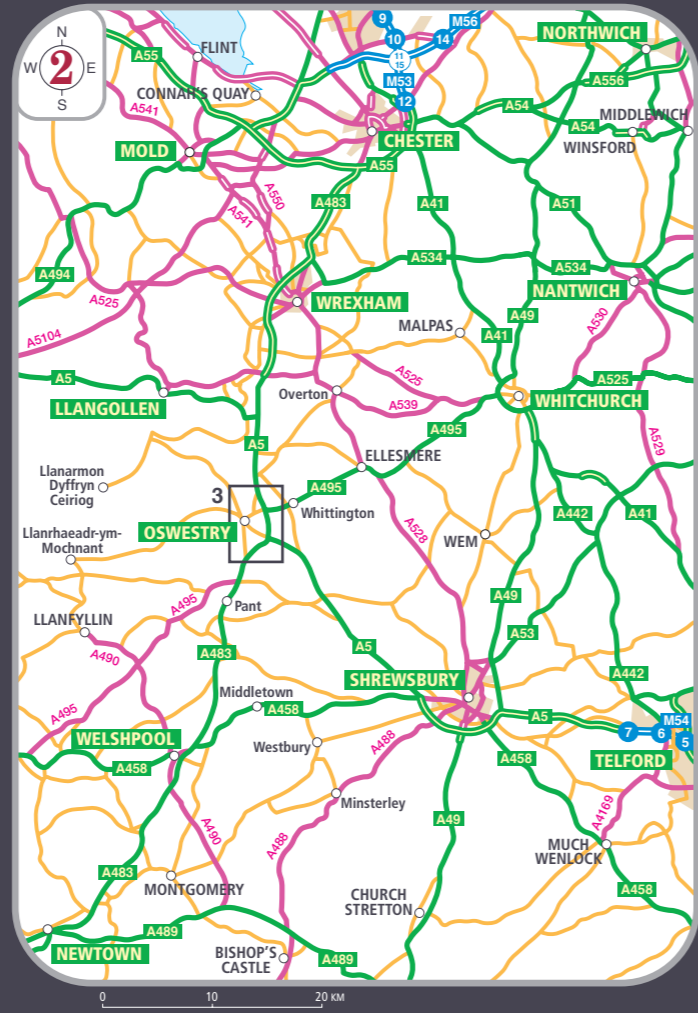 N
W 2 E
S
9
M56
10
14
11
15
M53
12
NORTHWICH
A55
FLINT
A556
CONNAH'S QUAY
A541
A54
MIDDLEWICH
A54
WINSFORD
MOLD
CHESTER
A55
A550
A483
A41
A51
A541
A494
A534
A534
A525
WREXHAM
NANTWICH
A530
A5104
MALPAS
A49
A41
A5
A525
A525
LLANGOLLEN
Overton
A539
WHITCHURCH
A495
A529
A5
ELLESMERE
Llanarmon
Dyffryn
Ceiriog
3
A495
Whittington
A528
A442
A41
OSWESTRY
Llanrhaeadr-ym-
Mochnant
WEM
A495
Pant
A49
LLANFYLLIN
A53
A490
A483
A5
A442
SHREWSBURY
Middletown
A495
A458
A5
M54
7
6
5
WELSHPOOL
Westbury
A488
TELFORD
A458
A458
Minsterley
A4169
A490
A49
A488
MUCH
WENLOCK
A483
MONTGOMERY
CHURCH
STRETTON
A458
A489
NEWTOWN
BISHOP'S
CASTLE
A489
0 10 20 KM